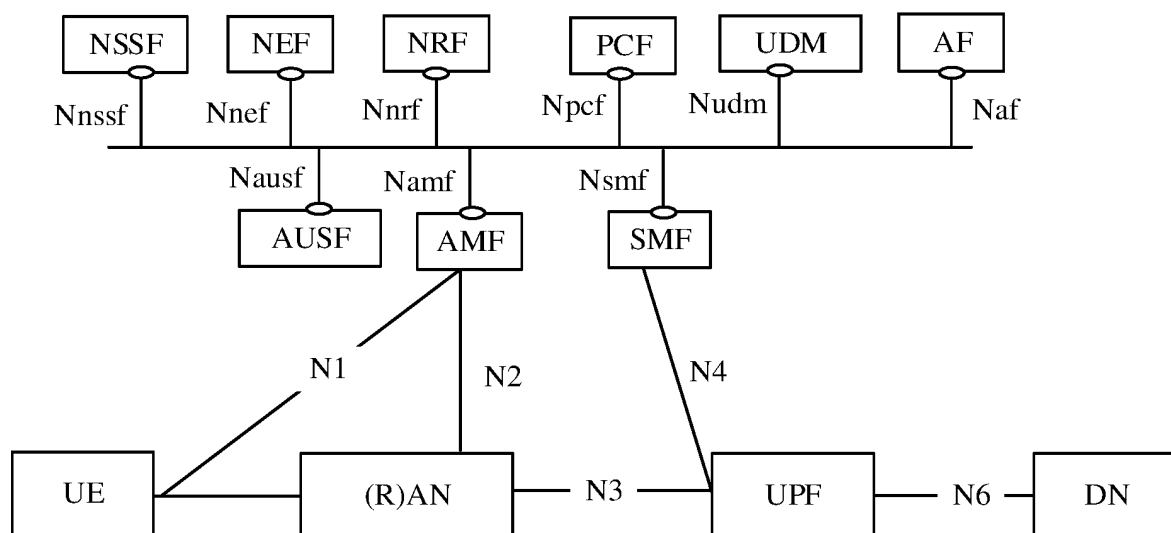 NSSF NEF NRF PCF UDM AF
Nnssf Nnef Nnrf Npcf Nudm Naf
Nausf Namf Nsmf
AUSF AMF SMF
N1 N2 N4
UE (R)AN N3 UPF N6 DN